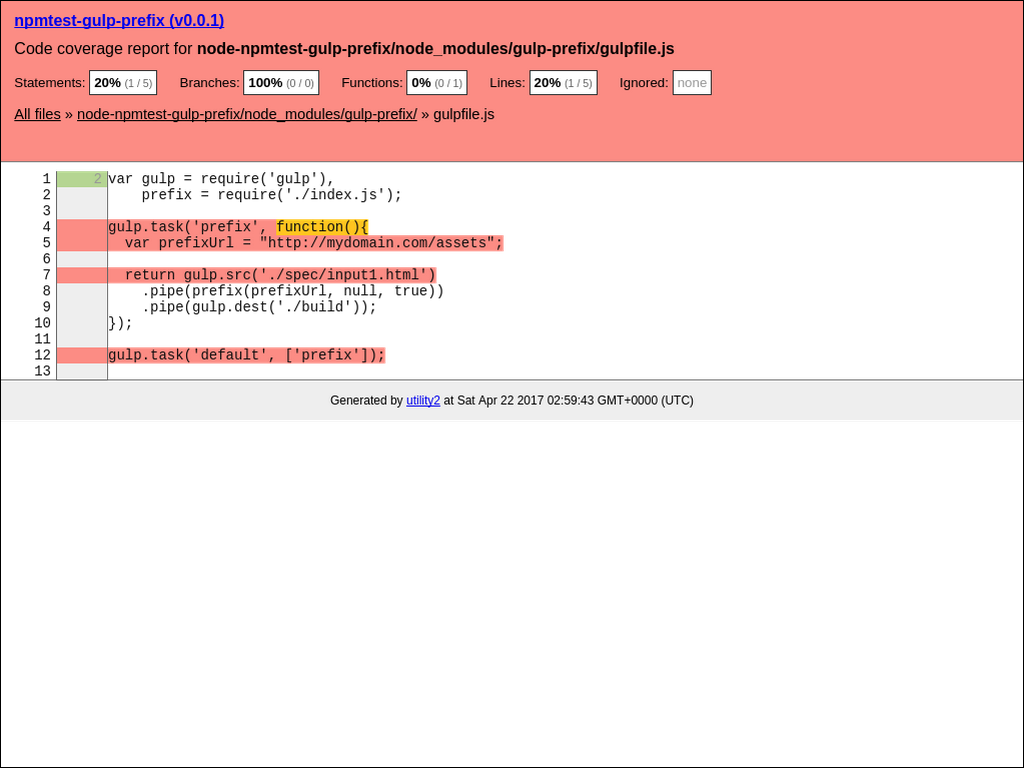 npmtest-gulp-prefix (v0.0.1)
Code coverage report for node-npmtest-gulp-prefix/node_modules/gulp-prefix/gulpfile.js
Statements: 20% (1 / 5) Branches: 100% (0 / 0) Functions: 0% (0 / 1) Lines: 20% (1 / 5) Ignored: none
All files » node-npmtest-gulp-prefix/node_modules/gulp-prefix/ » gulpfile.js
1 2 var gulp = require('gulp'),
2     prefix = require('./index.js');
3
4 gulp.task('prefix', function(){
5   var prefixUrl = "http://mydomain.com/assets";
6
7   return gulp.src('./spec/input1.html')
8     .pipe(prefix(prefixUrl, null, true))
9     .pipe(gulp.dest('./build'));
10 });
11
12 gulp.task('default', ['prefix']);
13
Generated by utility2 at Sat Apr 22 2017 02:59:43 GMT+0000 (UTC)